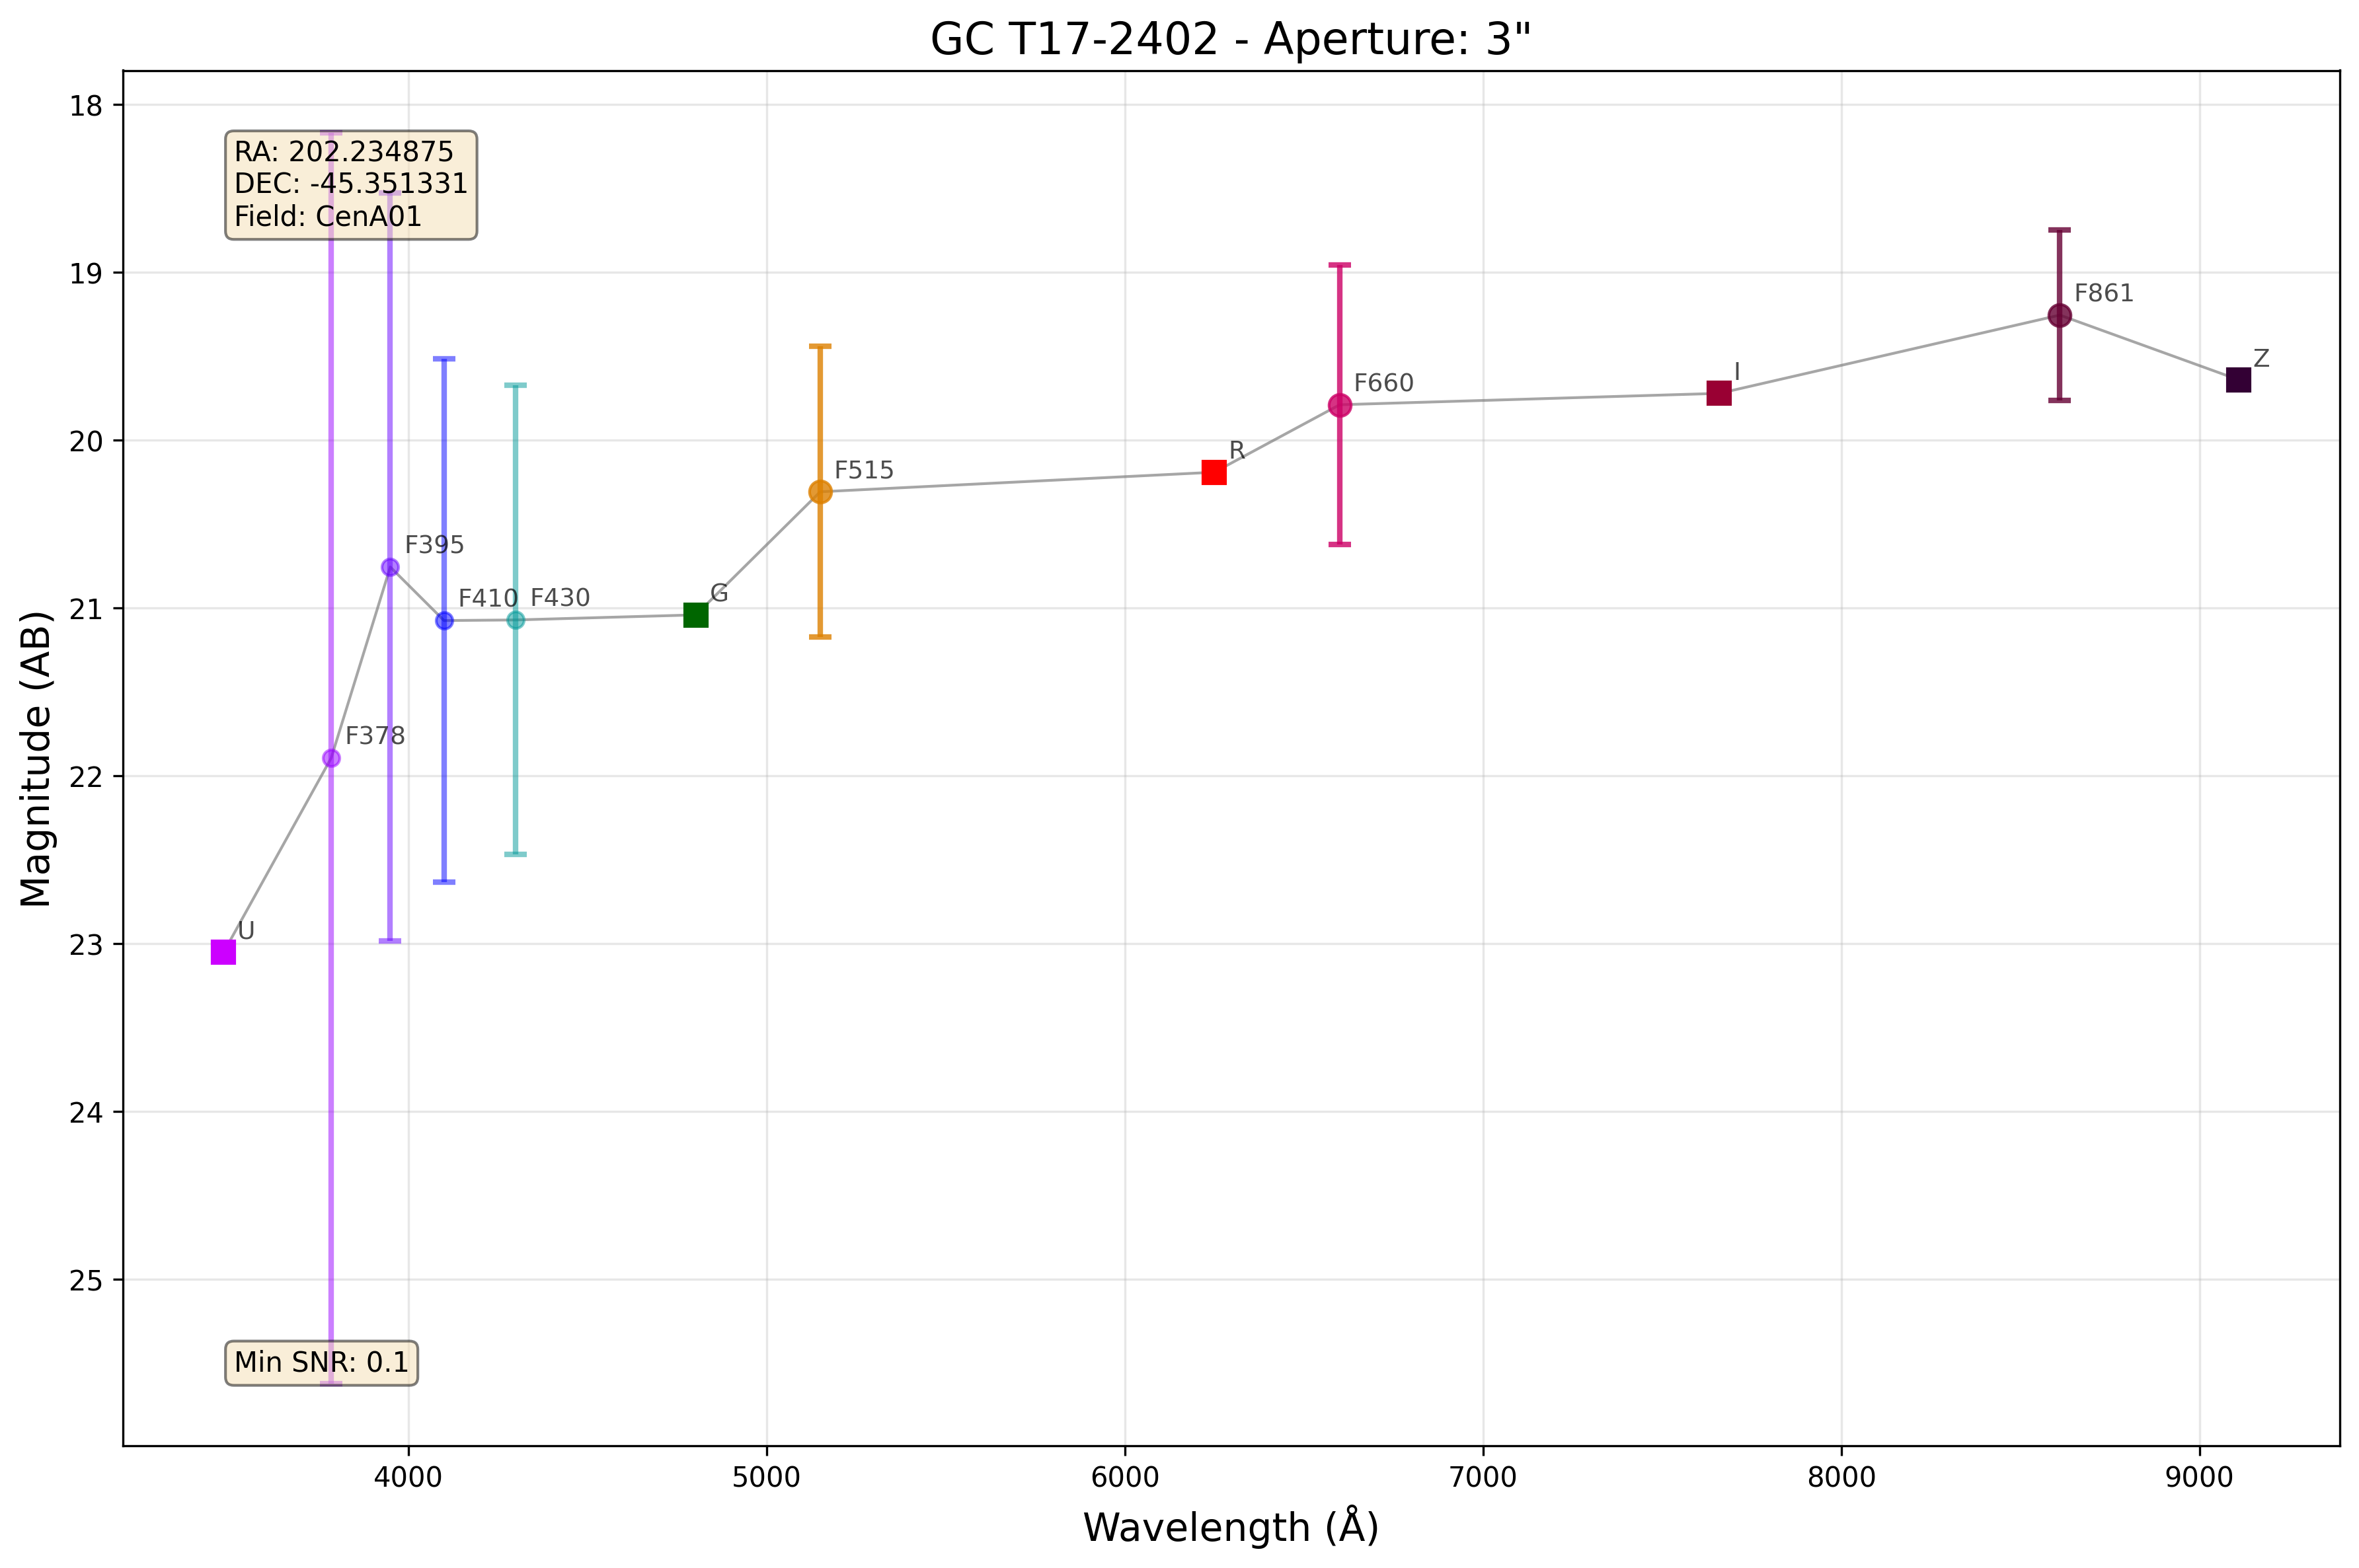 GC T17-2402 - Aperture: 3"
18
19
20
21
22
23
24
25
Magnitude (AB)
RA: 202.234875
DEC: -45.351331
Field: CenA01
U
F378
F395
F410
F430
G
F515
R
F660
I
F861
Z
Min SNR: 0.1
4000
5000
6000
7000
8000
9000
Wavelength (Å)